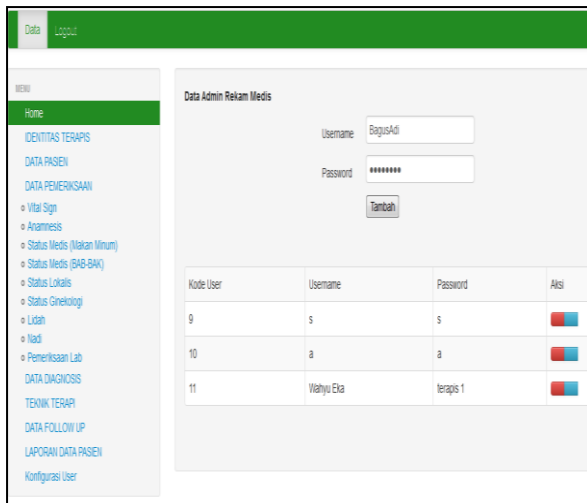 Data Logout
MENU
Home
IDENTITAS TERAPIS
DATA PASIEN
DATA PEMERIKSAAN
Vital Sign
Anamnesis
Status Medis (Makan Minum)
Status Medis (BAB-BAK)
Status Lokalis
Status Ginekologi
Lidah
Nadi
Pemeriksaan Lab
DATA DIAGNOSIS
TEKNIK TERAPI
DATA FOLLOW UP
LAPORAN DATA PASIEN
Konfigurasi User
Data Admin Rekam Medis
Username BagusAdi
Password ••••••••
Tambah
Kode User Username Password Aksi
9 s s
10 a a
11 Wahyu Eka terapis 1